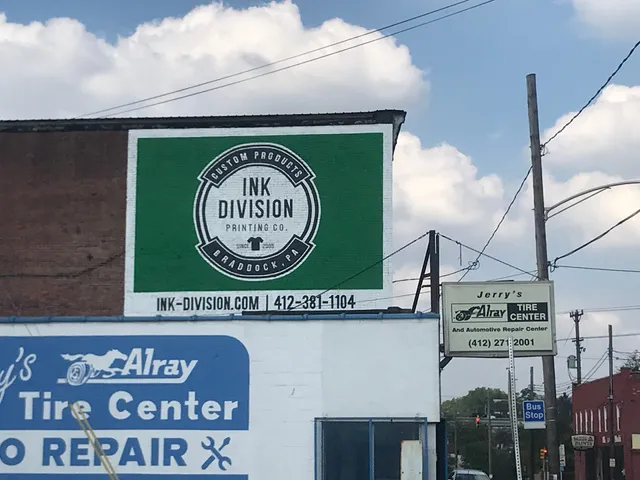 CUSTOM PRODUCTS
INK
DIVISION
PRINTING CO.
SINCE 2005
BRADDOCK, PA
INK-DIVISION.COM | 412-381-1104
Jerry's
Alray TIRE CENTER
And Automotive Repair Center
(412) 271-2001
y's Alray
Tire Center
O REPAIR
Bus
Stop